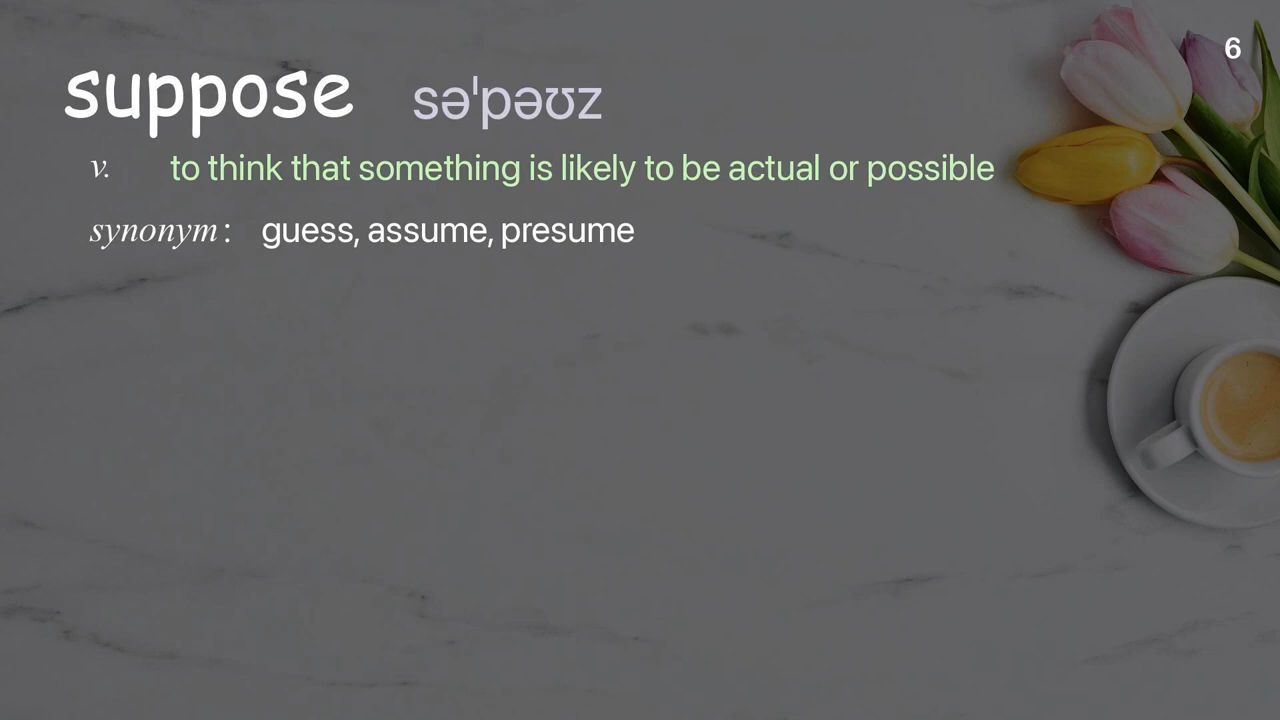 6
suppose səˈpəʊz
v. to think that something is likely to be actual or possible
synonym : guess, assume, presume